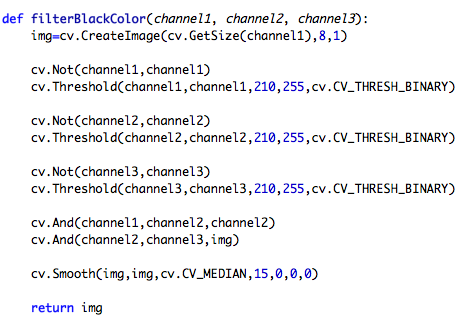 def filterBlackColor(channel1, channel2, channel3):
    img=cv.CreateImage(cv.GetSize(channel1),8,1)

    cv.Not(channel1,channel1)
    cv.Threshold(channel1,channel1,210,255,cv.CV_THRESH_BINARY)

    cv.Not(channel2,channel2)
    cv.Threshold(channel2,channel2,210,255,cv.CV_THRESH_BINARY)

    cv.Not(channel3,channel3)
    cv.Threshold(channel3,channel3,210,255,cv.CV_THRESH_BINARY)

    cv.And(channel1,channel2,channel2)
    cv.And(channel2,channel3,img)

    cv.Smooth(img,img,cv.CV_MEDIAN,15,0,0,0)

    return img